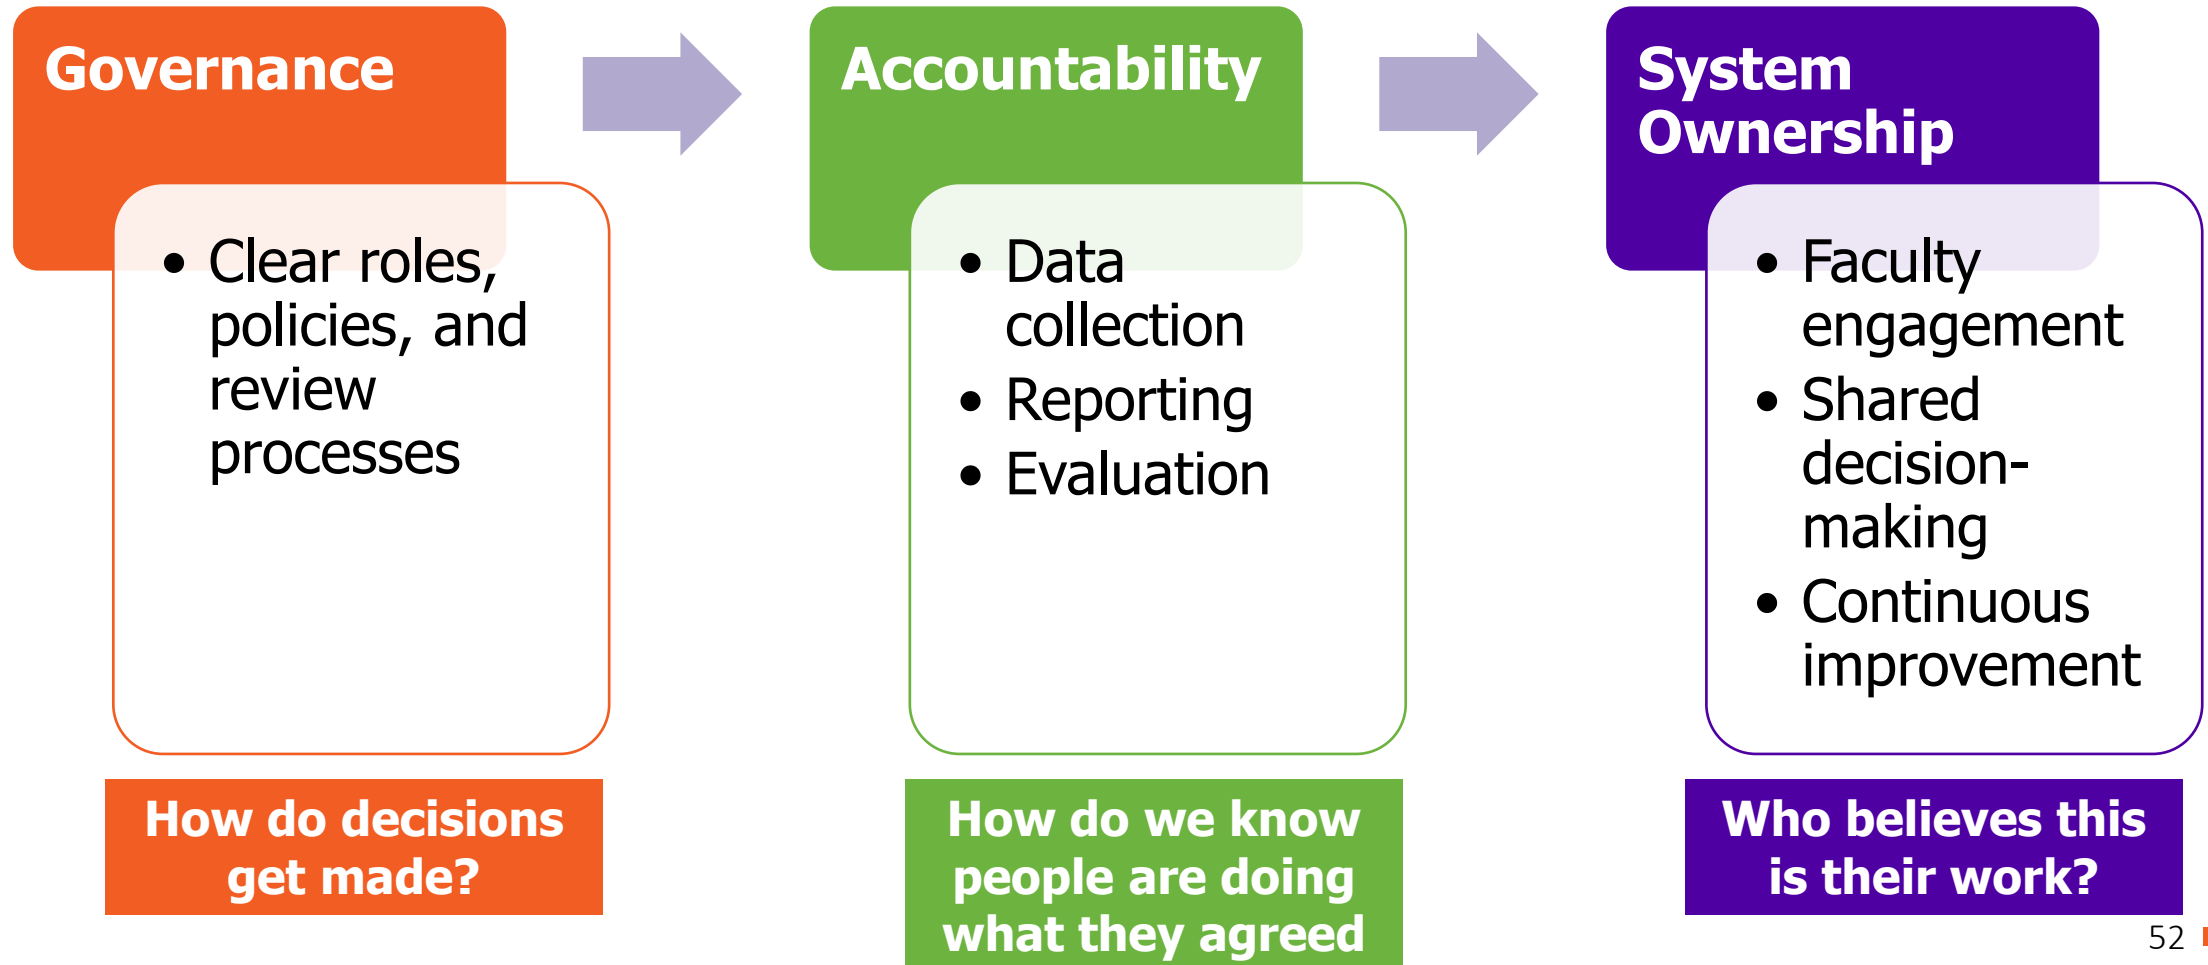 Governance
• Clear roles,
policies, and
review
processes
How do decisions
get made?
Accountability
• Data
collection
• Reporting
• Evaluation
How do we know
people are doing
what they agreed
System
Ownership
• Faculty
engagement
• Shared
decision-
making
• Continuous
improvement
Who believes this
is their work?
52